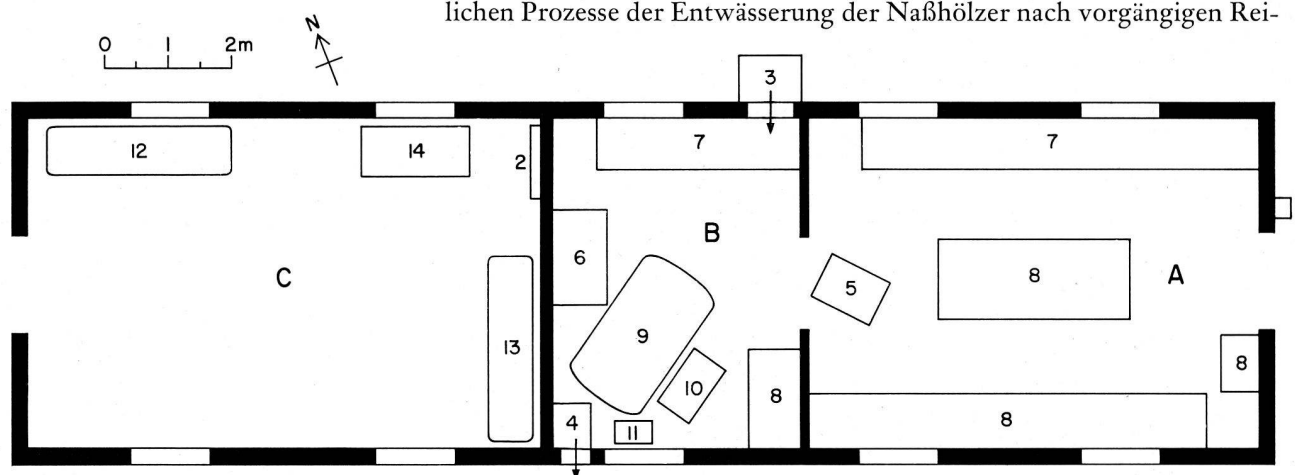 lichen Prozesse der Entwässerung der Naßhölzer nach vorgängigen Rei-
0 1 2m
N
3
12
14
2
7
7
B
6
C
5
8
A
9
13
10
8
8
4
11
8